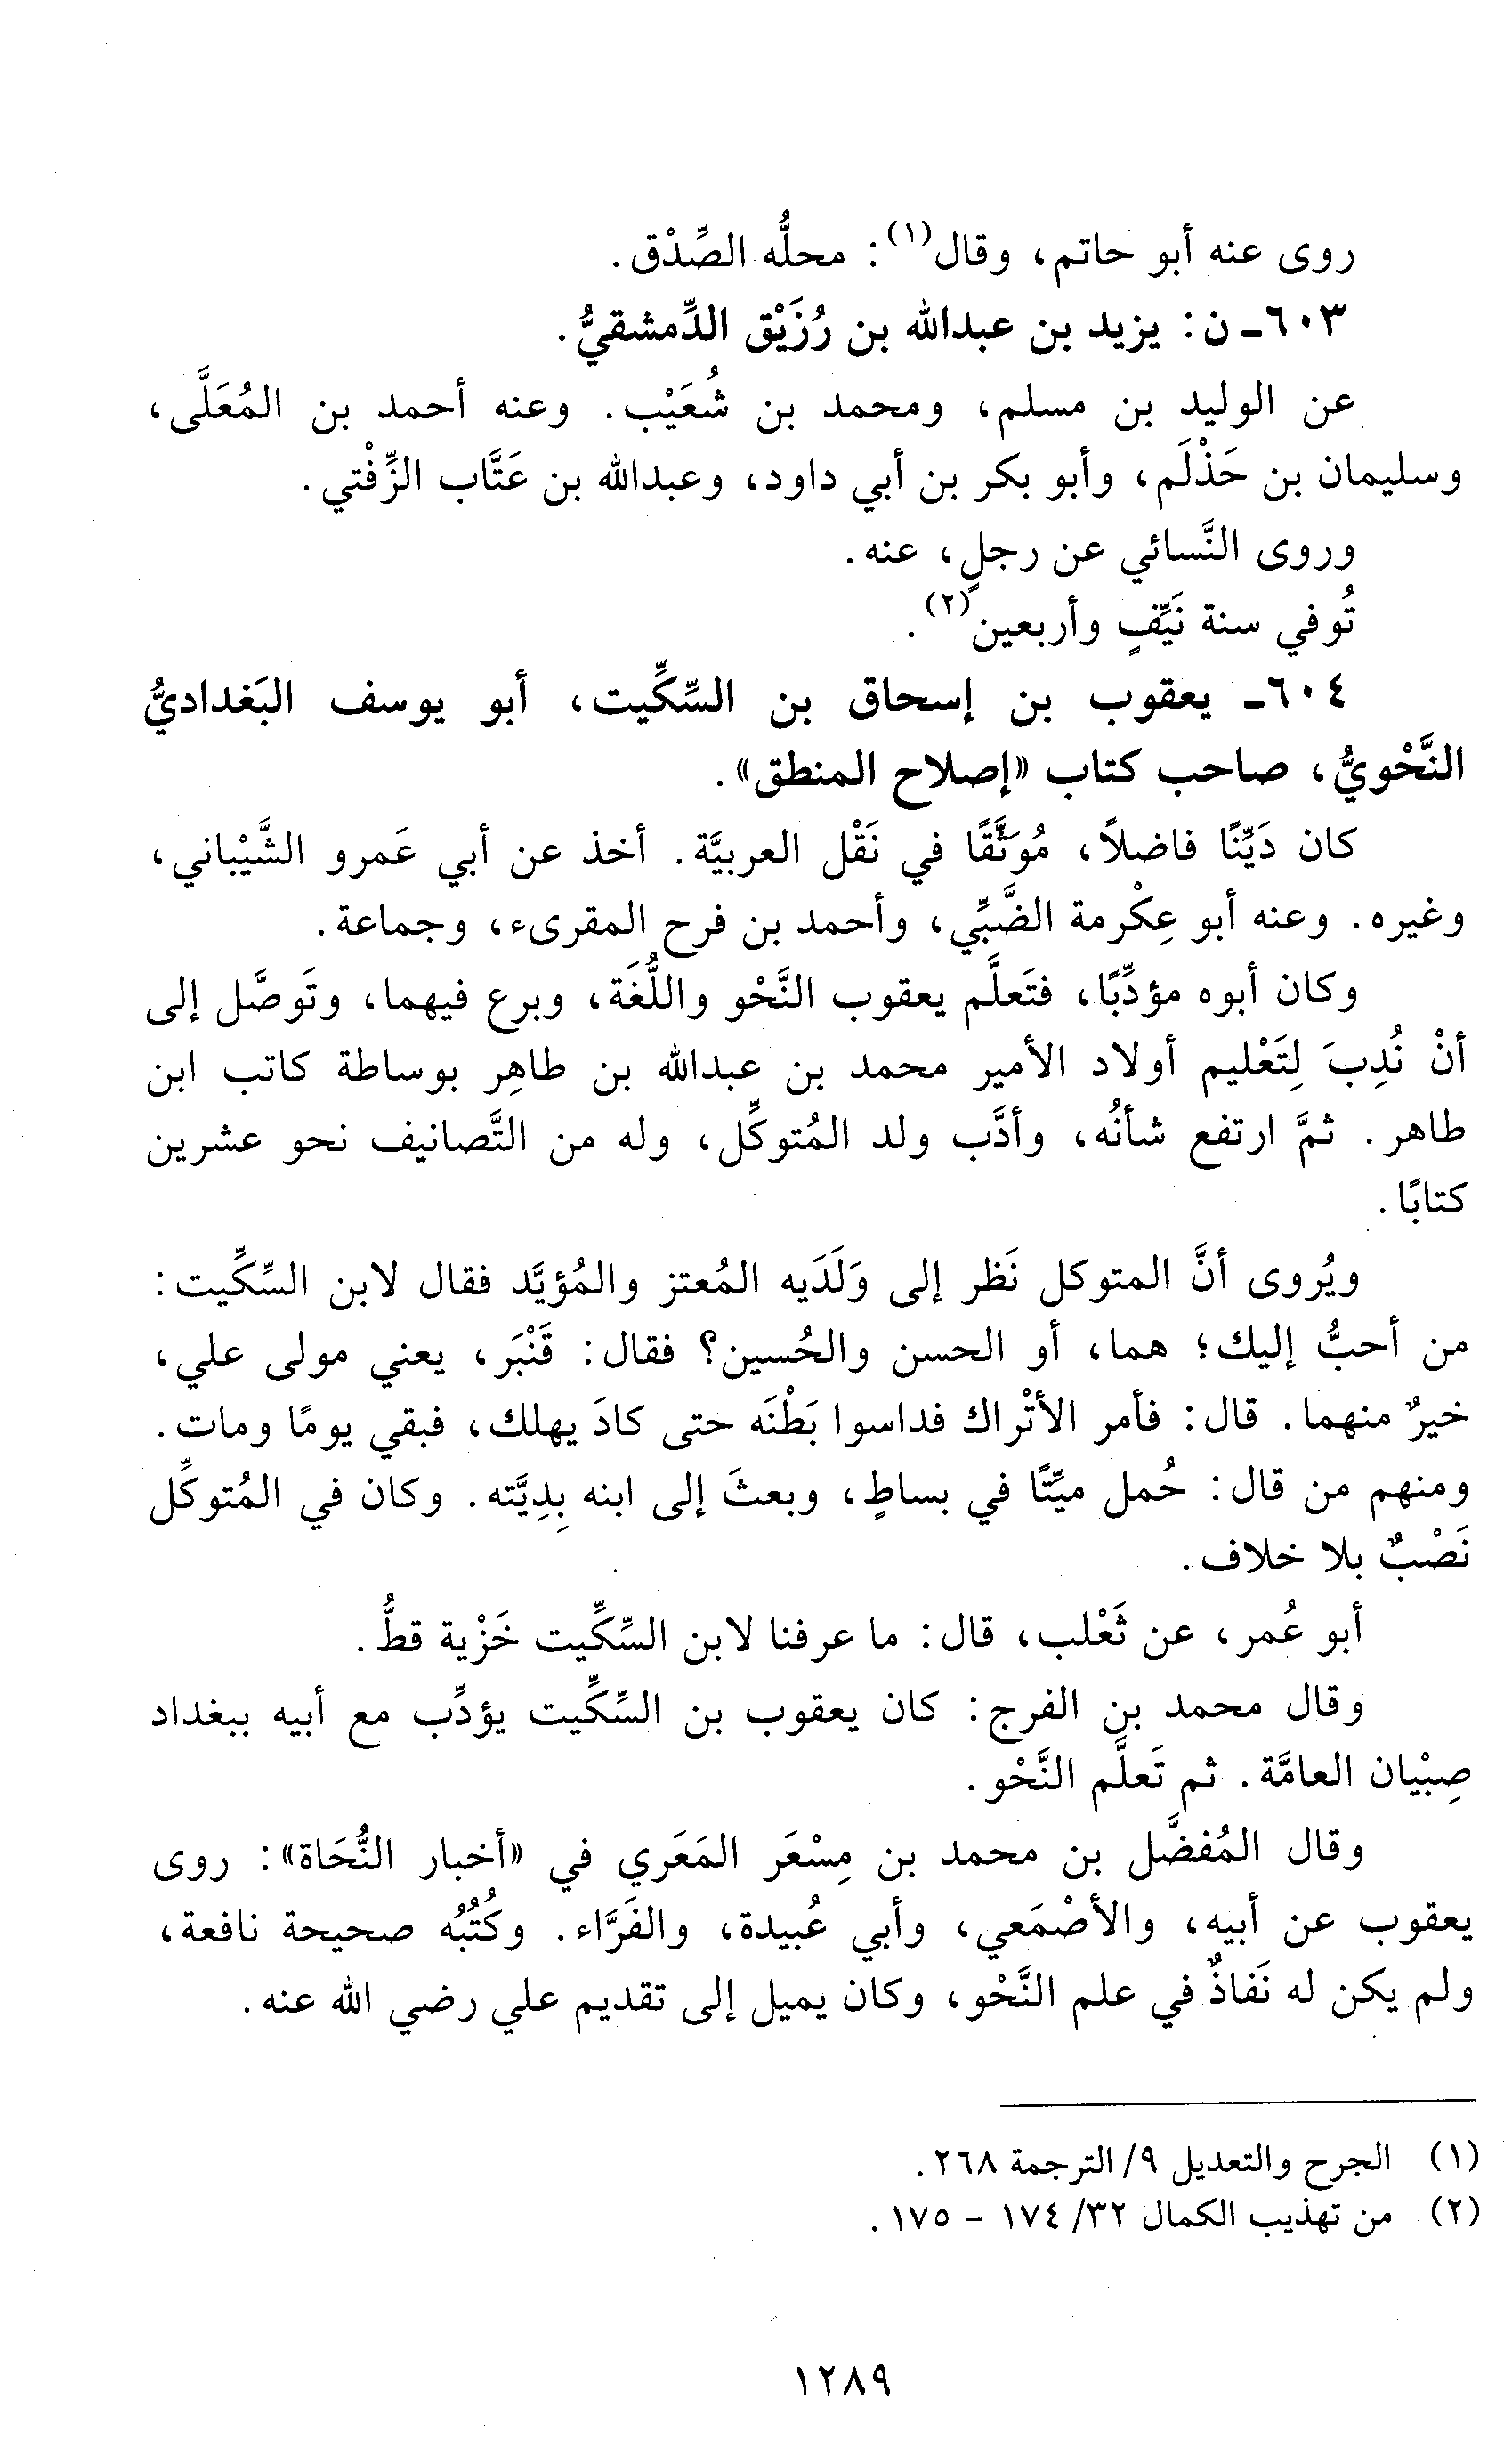 روى عنه أبو حاتم، وقال(١): محلُّه الصِّدْق.
٦٠٣ـ ن: يزيد بن عبدالله بن رُزَيْق الدِّمشقيُّ.
عن الوليد بن مسلم، ومحمد بن شُعَيْب. وعنه أحمد بن المُعَلَّى،
وسليمان بن حَذْلَم، وأبو بكر بن أبي داود، وعبدالله بن عَتَّاب الزِّفْتي.
وروى النَّسائي عن رجلٍ، عنه.
تُوفي سنة نَيِّفٍ وأربعين(٢).
٦٠٤ـ يعقوب بن إسحاق بن السِّكِّيت، أبو يوسف البَغداديُّ
النَّحْويُّ، صاحب كتاب «إصلاح المنطق».
كان دَيِّنًا فاضلاً، مُوَثَّقًا في نَقْل العربيَّة. أخذ عن أبي عَمرو الشَّيْباني،
وغيره. وعنه أبو عِكْرمة الضَّبِّي، وأحمد بن فرح المقرىء، وجماعة.
وكان أبوه مؤدِّبًا، فتَعلَّم يعقوب النَّحْو واللُّغَة، وبرع فيهما، وتَوصَّل إلى
أنْ نُدِبَ لِتَعْليم أولاد الأمير محمد بن عبدالله بن طاهِر بوساطة كاتب ابن
طاهر. ثمَّ ارتفع شأنُه، وأدَّب ولد المُتوكِّل، وله من التَّصانيف نحو عشرين
كتابًا.
ويُروى أنَّ المتوكل نَظر إلى وَلَدَيه المُعتز والمُؤيَّد فقال لابن السِّكِّيت:
من أحبُّ إليك؛ هما، أو الحسن والحُسين؟ فقال: قَنْبَر، يعني مولى علي،
خيرٌ منهما. قال: فأمر الأتْراك فداسوا بَطْنَه حتى كادَ يهلك، فبقي يومًا ومات.
ومنهم من قال: حُمل ميِّتًا في بساطٍ، وبعثَ إلى ابنه بِدِيَّته. وكان في المُتوكِّل
نَصْبٌ بلا خلاف.
أبو عُمر، عن ثَعْلب، قال: ما عرفنا لابن السِّكِّيت خَزْية قطُّ.
وقال محمد بن الفرج: كان يعقوب بن السِّكِّيت يؤدِّب مع أبيه ببغداد
صِبْيان العامَّة. ثم تَعلَّم النَّحْو.
وقال المُفضَّل بن محمد بن مِسْعَر المَعَري في «أخبار النُّحَاة»: روى
يعقوب عن أبيه، والأصْمَعي، وأبي عُبيدة، والفَرَّاء. وكُتُبُه صحيحة نافعة،
ولم يكن له نَفاذٌ في علم النَّحْو، وكان يميل إلى تقديم علي رضي الله عنه.
(١) الجرح والتعديل ٩/ الترجمة ٢٦٨.
(٢) من تهذيب الكمال ٣٢/ ١٧٤ - ١٧٥.
١٢٨٩